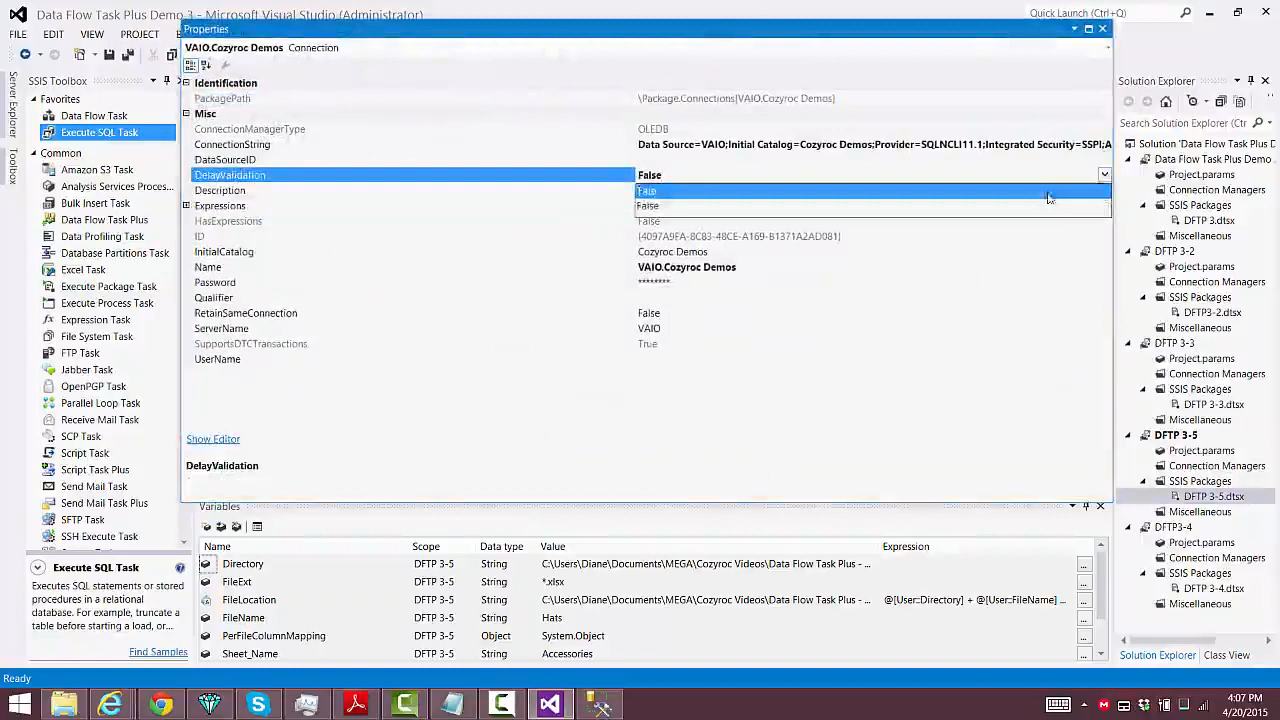 Data Flow Task Plus Demo 3 - Microsoft Visual Studio (Administrator)
Quick Launch (Ctrl+Q)
FILE EDIT VIEW PROJECT
Properties
VAIO.Cozyroc Demos Connection
Identification
PackagePath \Package.Connections[VAIO.Cozyroc Demos]
Misc
ConnectionManagerType OLEDB
ConnectionString Data Source=VAIO;Initial Catalog=Cozyroc Demos;Provider=SQLNCLI11.1;Integrated Security=SSPI;A
DataSourceID
DelayValidation False
Description
Expressions False
HasExpressions False
ID {4097A9FA-8C83-48CE-A169-B1371A2AD081}
InitialCatalog Cozyroc Demos
Name VAIO.Cozyroc Demos
Password ********
Qualifier
RetainSameConnection False
ServerName VAIO
SupportsDTCTransactions True
UserName
Show Editor
DelayValidation
Server Explorer
Toolbox
SSIS Toolbox
Favorites
Data Flow Task
Execute SQL Task
Common
Amazon S3 Task
Analysis Services Proce...
Bulk Insert Task
Data Flow Task Plus
Data Profiling Task
Database Partitions Task
Excel Task
Execute Package Task
Execute Process Task
Expression Task
File System Task
FTP Task
Jabber Task
OpenPGP Task
Parallel Loop Task
Receive Mail Task
SCP Task
Script Task
Script Task Plus
Send Mail Task
Send Mail Task Plus
SFTP Task
SSH Execute Task
Execute SQL Task
Executes SQL statements or stored
procedures in a relational
database. For example, truncate a
table before starting a load, or...
Find Samples
Variables
Name Scope Data type Value Expression
Directory DFTP 3-5 String C:\Users\Diane\Documents\MEGA\Cozyroc Videos\Data Flow Task Plus - ... ...
FileExt DFTP 3-5 String *.xlsx ...
FileLocation DFTP 3-5 String C:\Users\Diane\Documents\MEGA\Cozyroc Videos\Data Flow Task Plus - ... @[User::Directory] + @[User::FileName] ... ...
FileName DFTP 3-5 String Hats ...
PerFileColumnMapping DFTP 3-5 Object System.Object ...
Sheet_Name DFTP 3-5 String Accessories ...
Solution Explorer
Search Solution Explorer (Ctrl
Solution 'Data Flow Task Plus
Data Flow Task Plus Demo
Project.params
Connection Managers
SSIS Packages
DFTP 3.dtsx
Miscellaneous
DFTP 3-2
Project.params
Connection Managers
SSIS Packages
DFTP3-2.dtsx
Miscellaneous
DFTP 3-3
Project.params
Connection Managers
SSIS Packages
DFTP 3-3.dtsx
Miscellaneous
DFTP 3-5
Project.params
Connection Managers
SSIS Packages
DFTP 3-5.dtsx
Miscellaneous
DFTP3-4
Project.params
Connection Managers
SSIS Packages
DFTP 3-4.dtsx
Miscellaneous
Solution Explorer Class View
Ready
4:07 PM
4/20/2015